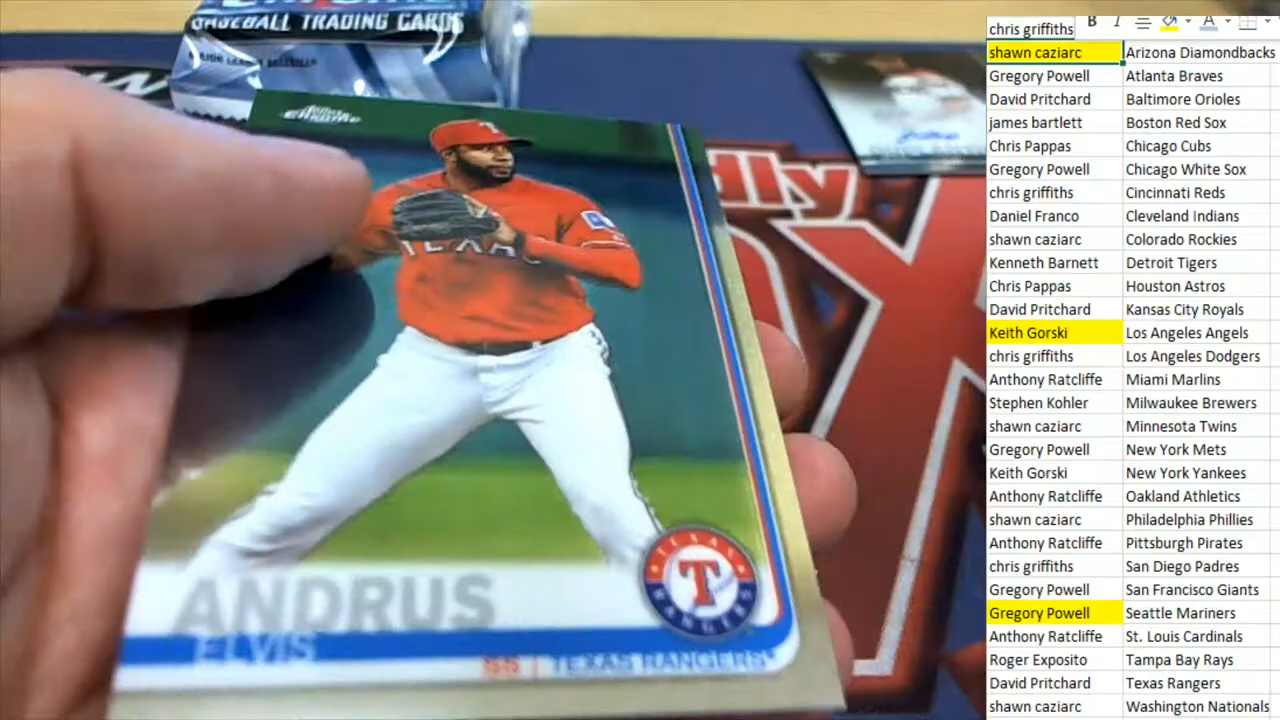 BASEBALL TRADING CARDS
MAJOR LEAGUE BASEBALL
CHROME
TEXAS
ANDRUS
ELVIS
SS | TEXAS RANGERS
TEXAS
T
RANGERS
chris griffiths B I A
shawn caziarc Arizona Diamondbacks
Gregory Powell Atlanta Braves
David Pritchard Baltimore Orioles
james bartlett Boston Red Sox
Chris Pappas Chicago Cubs
Gregory Powell Chicago White Sox
chris griffiths Cincinnati Reds
Daniel Franco Cleveland Indians
shawn caziarc Colorado Rockies
Kenneth Barnett Detroit Tigers
Chris Pappas Houston Astros
David Pritchard Kansas City Royals
Keith Gorski Los Angeles Angels
chris griffiths Los Angeles Dodgers
Anthony Ratcliffe Miami Marlins
Stephen Kohler Milwaukee Brewers
shawn caziarc Minnesota Twins
Gregory Powell New York Mets
Keith Gorski New York Yankees
Anthony Ratcliffe Oakland Athletics
shawn caziarc Philadelphia Phillies
Anthony Ratcliffe Pittsburgh Pirates
chris griffiths San Diego Padres
Gregory Powell San Francisco Giants
Gregory Powell Seattle Mariners
Anthony Ratcliffe St. Louis Cardinals
Roger Exposito Tampa Bay Rays
David Pritchard Texas Rangers
shawn caziarc Washington Nationals